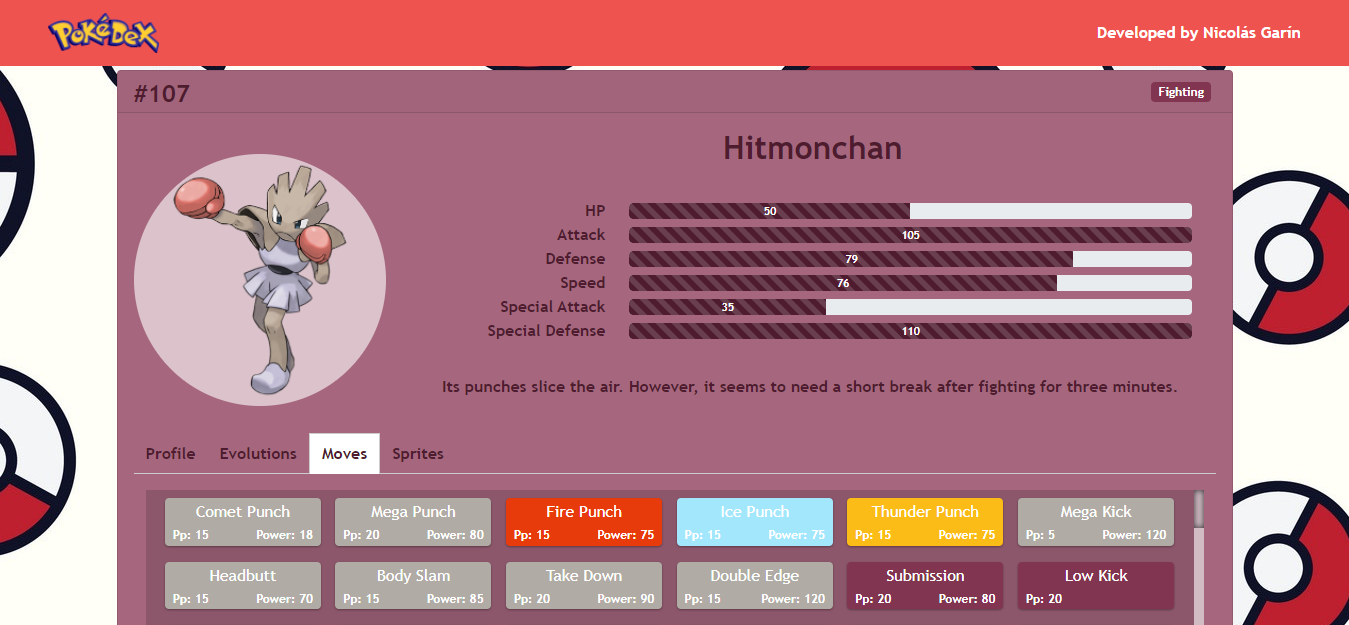 PokéDex
Developed by Nicolás Garín
#107
Fighting
Hitmonchan
HP 50
Attack 105
Defense 79
Speed 76
Special Attack 35
Special Defense 110
Its punches slice the air. However, it seems to need a short break after fighting for three minutes.
Profile Evolutions Moves Sprites
Comet Punch Mega Punch Fire Punch Ice Punch Thunder Punch Mega Kick
Pp: 15 Power: 18 Pp: 20 Power: 80 Pp: 15 Power: 75 Pp: 15 Power: 75 Pp: 15 Power: 75 Pp: 5 Power: 120
Headbutt Body Slam Take Down Double Edge Submission Low Kick
Pp: 15 Power: 70 Pp: 15 Power: 85 Pp: 20 Power: 90 Pp: 15 Power: 120 Pp: 20 Power: 80 Pp: 20